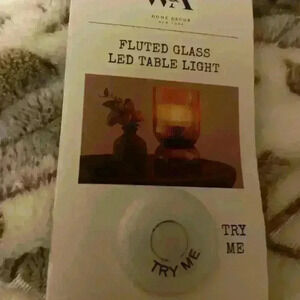 HOME DECOR
NEW YORK
FLUTED GLASS
LED TABLE LIGHT
TRY ME
TRY
ME